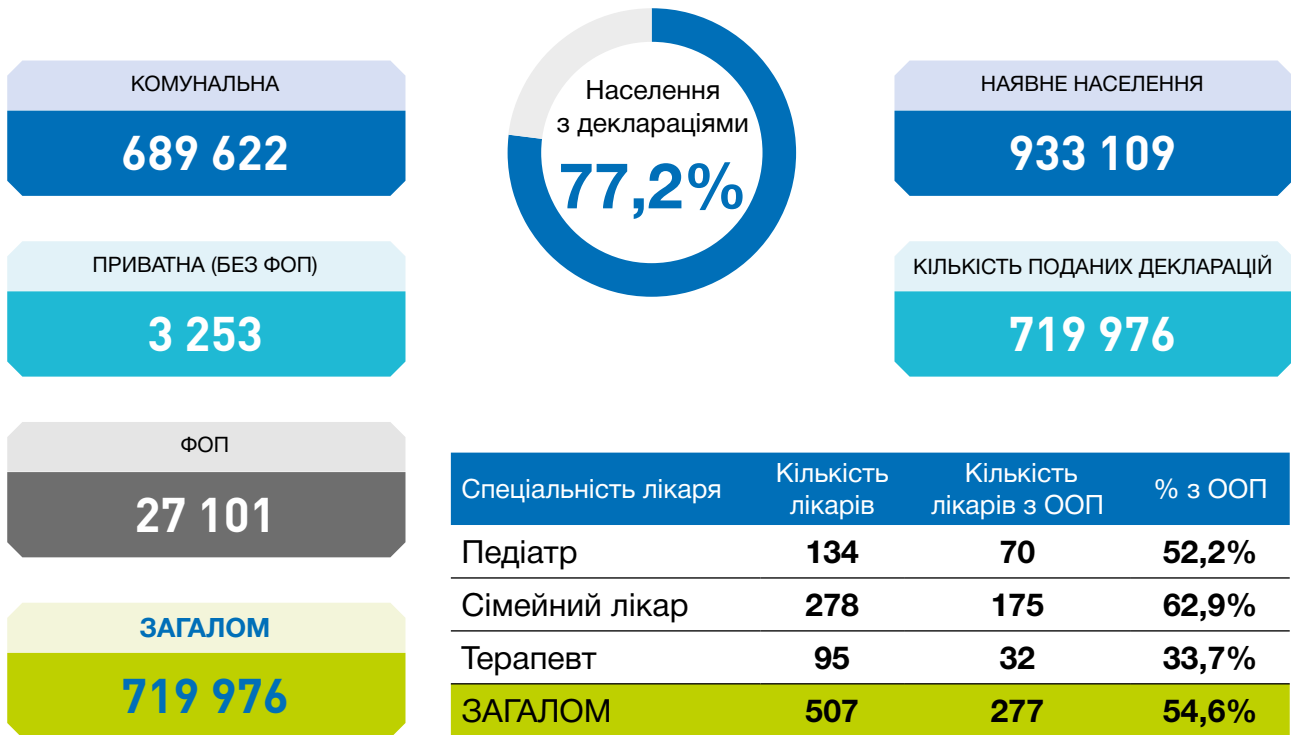 КОМУНАЛЬНА
689 622
ПРИВАТНА (БЕЗ ФОП)
3 253
ФОП
27 101
ЗАГАЛОМ
719 976
Населення
з деклараціями
77,2%
НАЯВНЕ НАСЕЛЕННЯ
933 109
КІЛЬКІСТЬ ПОДАНИХ ДЕКЛАРАЦІЙ
719 976
Спеціальність лікаря Кількість лікарів Кількість лікарів з ООП % з ООП
Педіатр 134 70 52,2%
Сімейний лікар 278 175 62,9%
Терапевт 95 32 33,7%
ЗАГАЛОМ 507 277 54,6%